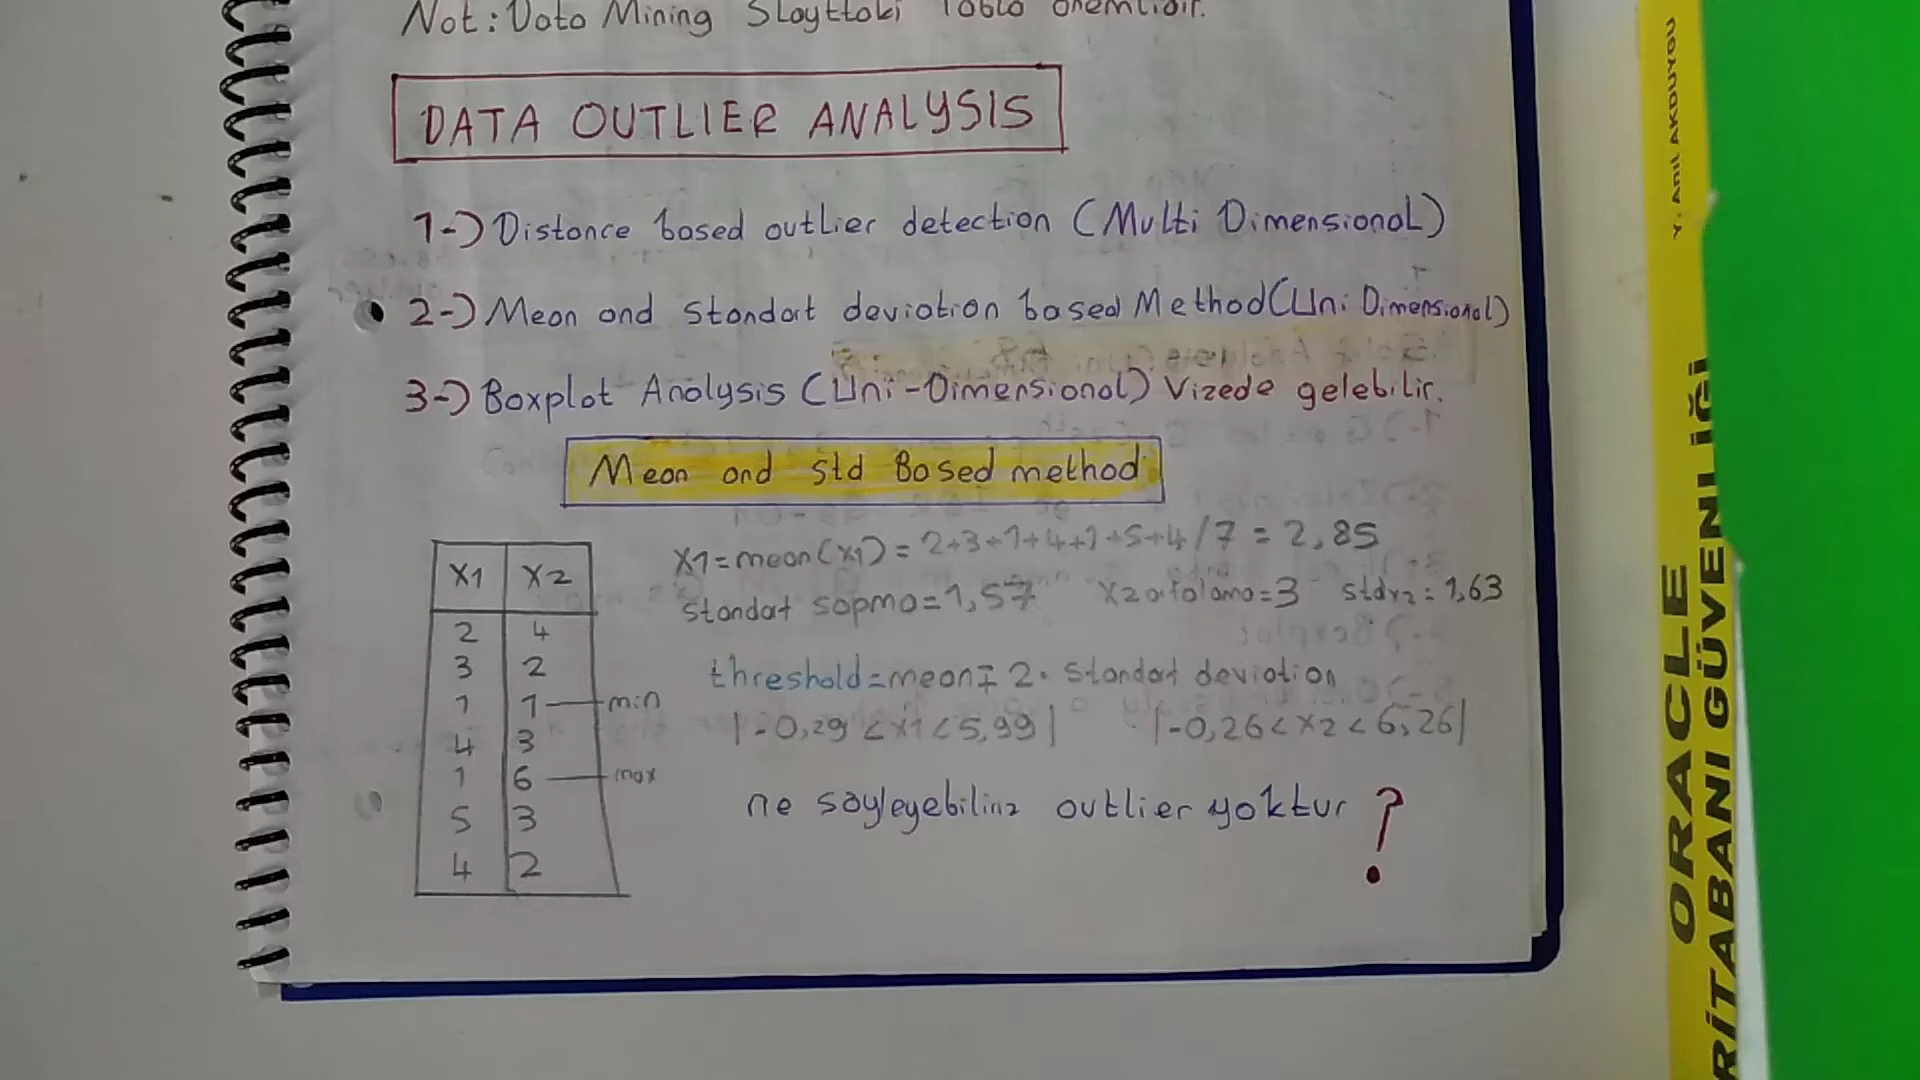 Not: Data Mining Slayttaki Tablo önemlidir.
DATA OUTLIER ANALYSIS
1-) Distance based outlier detection (Multi Dimensional)
2-) Mean and Standart deviation based Method (Uni Dimensional)
3-) Boxplot Analysis (Uni-Dimensional) Vizede gelebilir.
Mean and std Based method
X1 X2
2 4
3 2
1 1 min
4 3
1 6 max
5 3
4 2
X1=mean(x1)=2+3+1+4+1+5+4/7=2,85
Standart sapma=1,57 X2 ortalama=3 stdx2=1,63
threshold=mean∓2.Standart deviation
|-0,29<x1<5,99| |-0,26<x2<6,26|
ne söyleyebiliriz outlier yoktur ?
Y. ANIL AKDUYGU
ORACLE
RİTABANI GÜVENLİĞİ